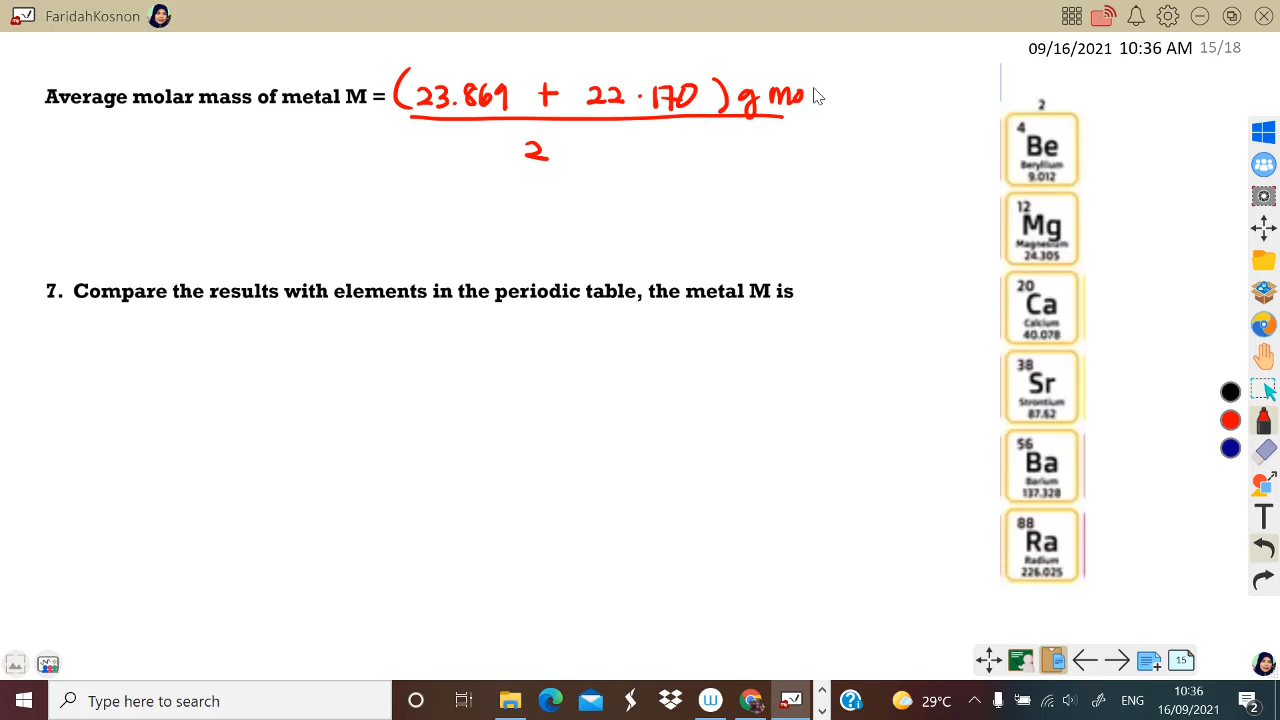 FaridahKosnon
09/16/2021 10:36 AM 15/18
Average molar mass of metal M = (23.869 + 22.170) g mo
2
7. Compare the results with elements in the periodic table, the metal M is
2
4
Be
Beryllium
9.012
12
Mg
Magnesium
24.305
20
Ca
Calcium
40.078
38
Sr
Strontium
87.62
56
Ba
Barium
137.328
88
Ra
Radium
226.025
T
15
Type here to search
29°C
ENG
10:36
16/09/2021
2